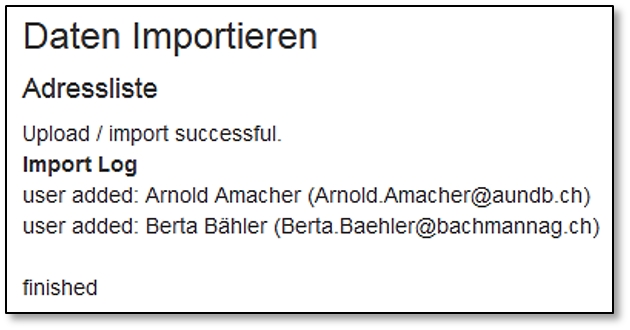 Daten Importieren
Adressliste
Upload / import successful.
Import Log
user added: Arnold Amacher (Arnold.Amacher@aundb.ch)
user added: Berta Bähler (Berta.Baehler@bachmannag.ch)
finished